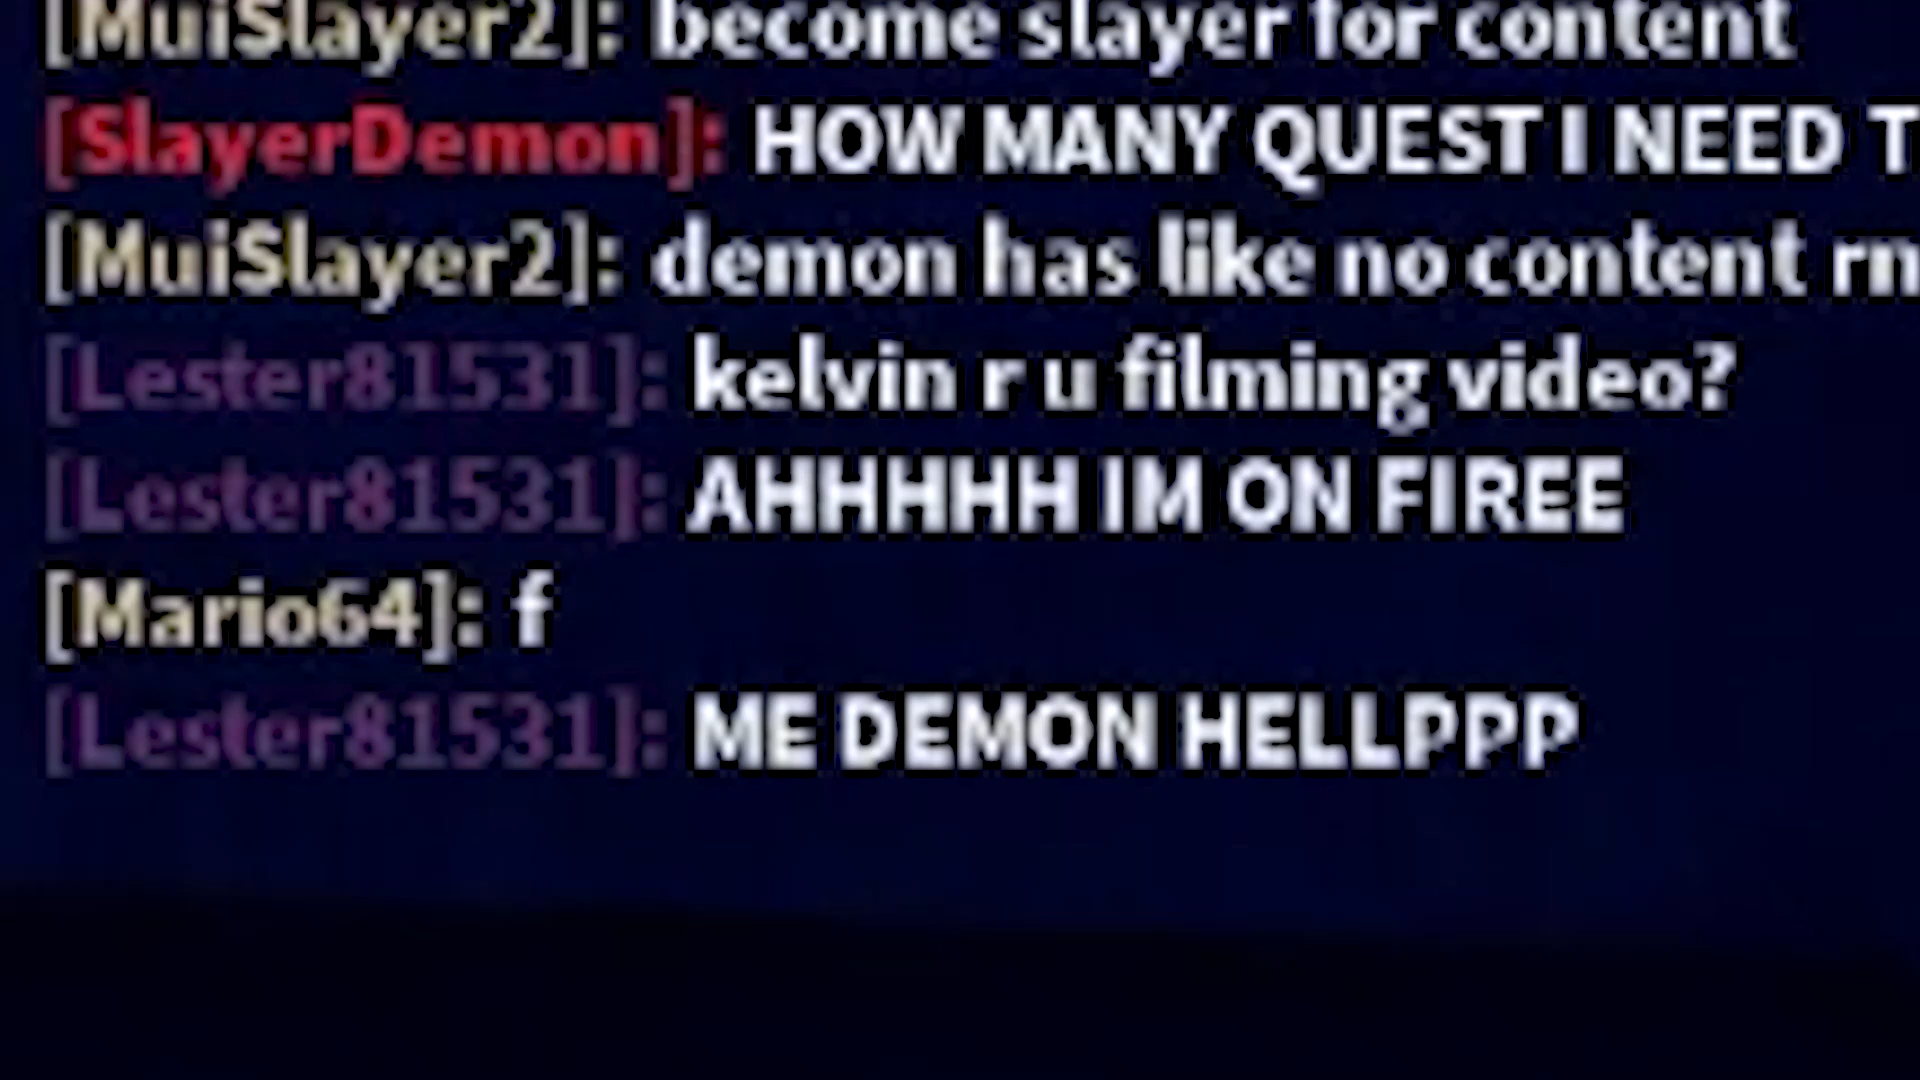 [MuiSlayer2]: become slayer for content
[SlayerDemon]: HOW MANY QUEST I NEED T
[MuiSlayer2]: demon has like no content rn
[Lester81531]: kelvin r u filming video?
[Lester81531]: AHHHHH IM ON FIREE
[Mario64]: f
[Lester81531]: ME DEMON HELLPPP